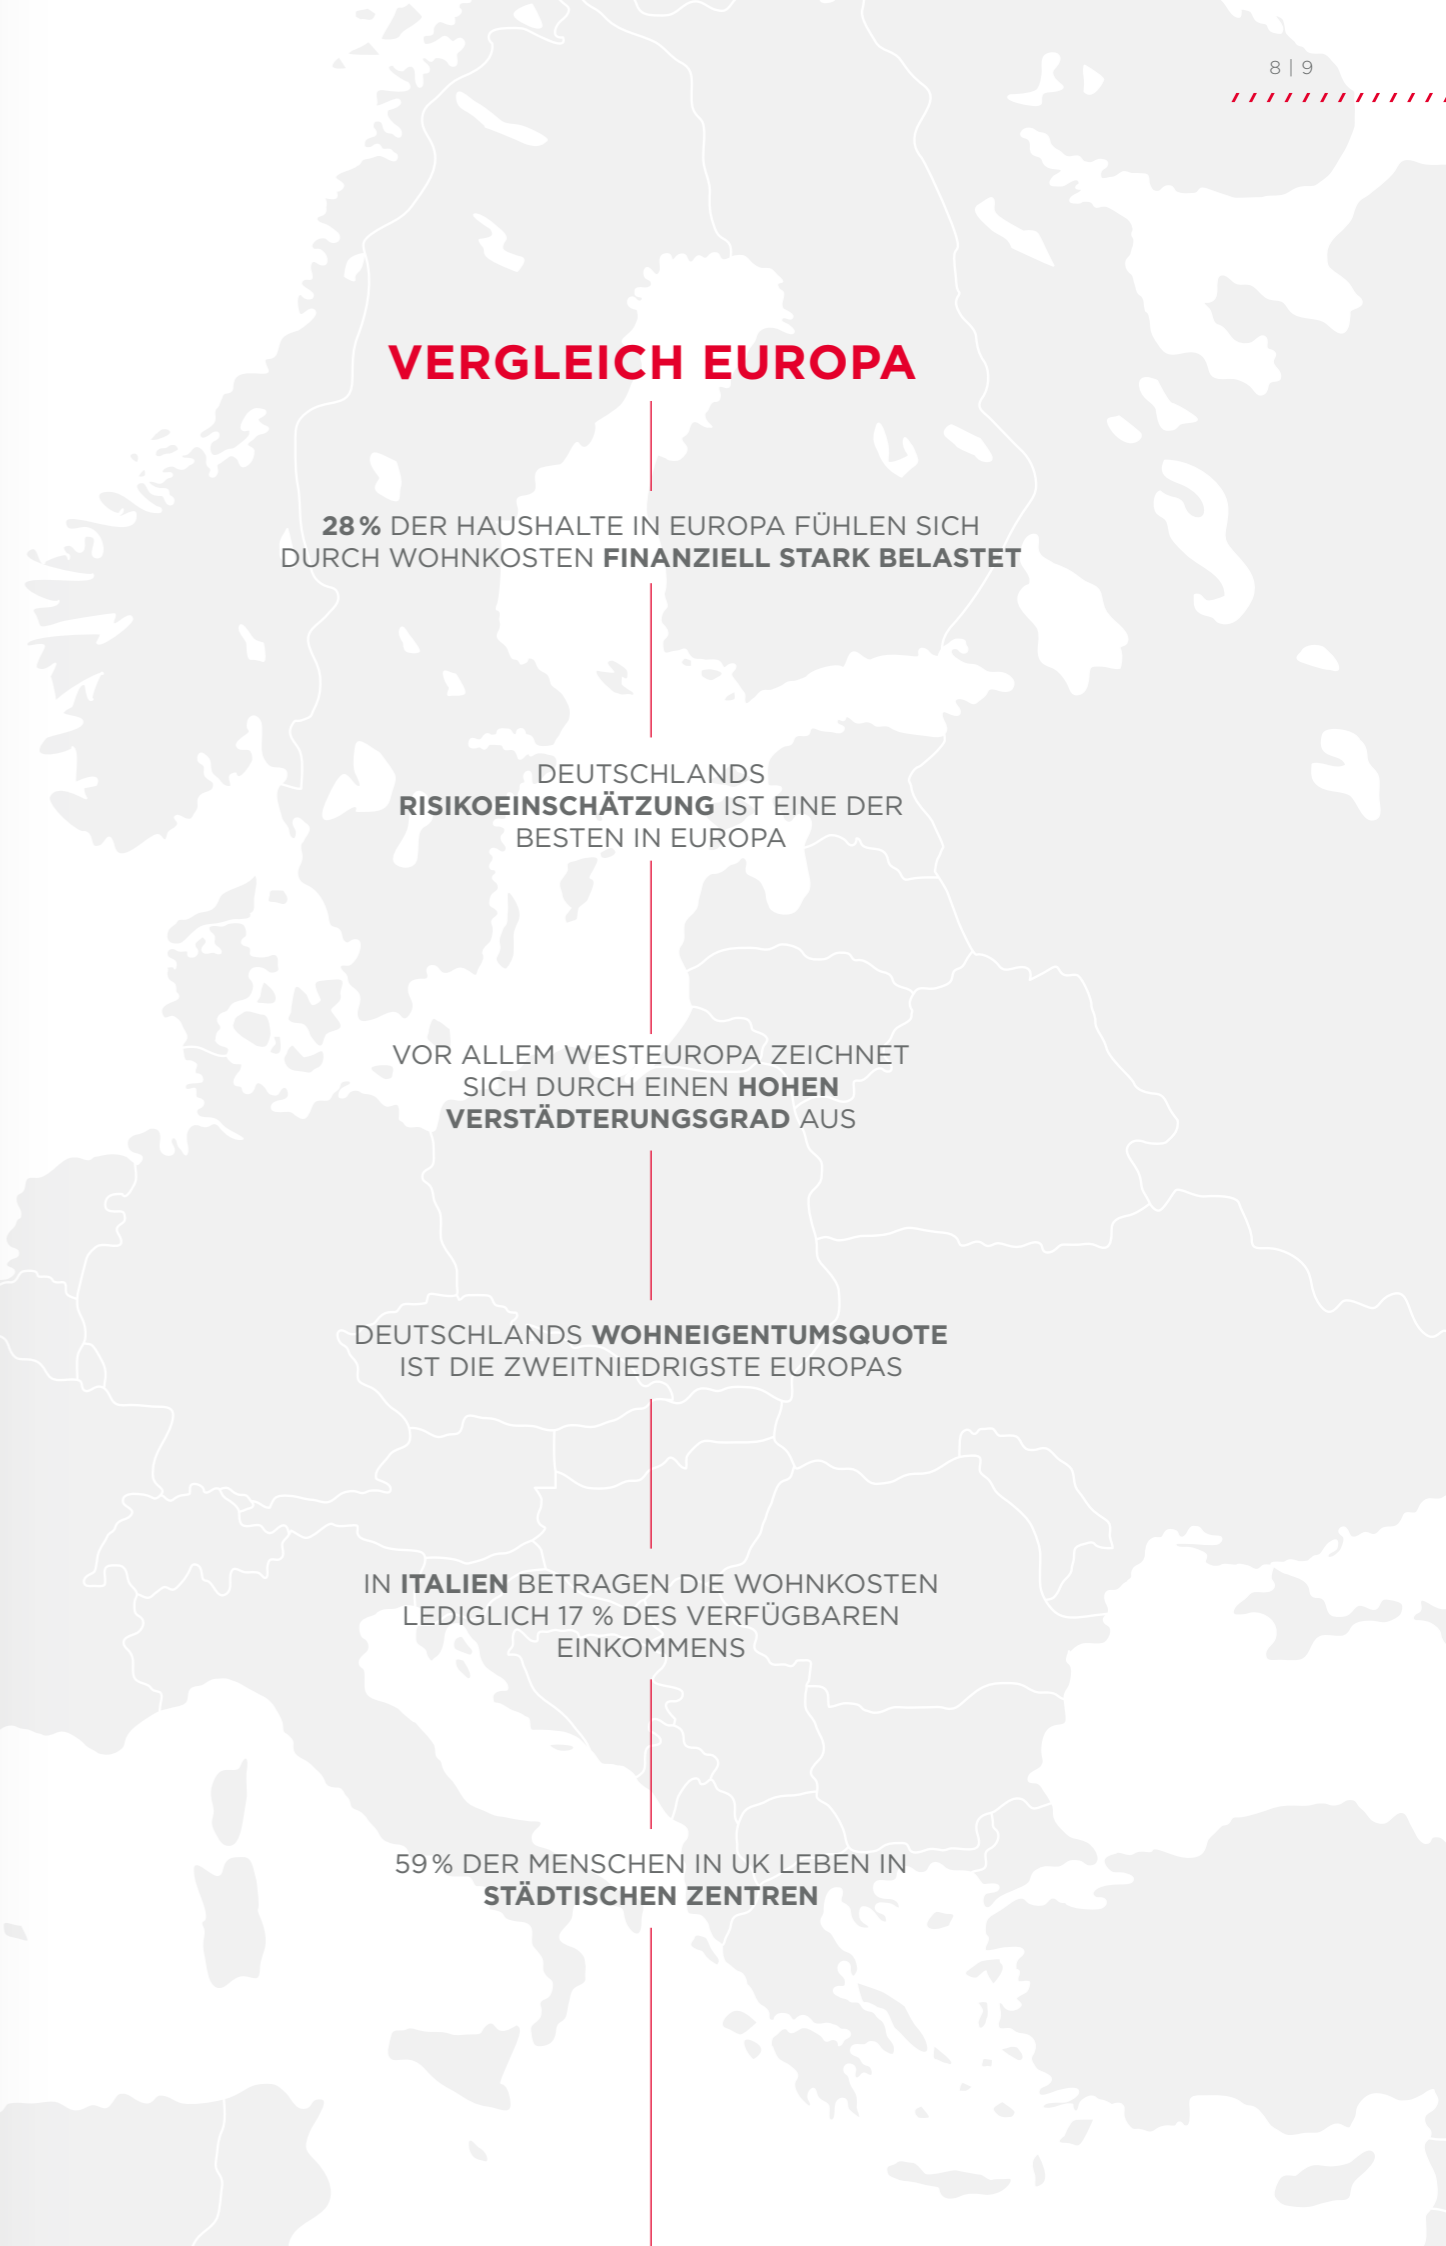 8 | 9
VERGLEICH EUROPA
28 % DER HAUSHALTE IN EUROPA FÜHLEN SICH
DURCH WOHNKOSTEN FINANZIELL STARK BELASTET
DEUTSCHLANDS
RISIKOEINSCHÄTZUNG IST EINE DER
BESTEN IN EUROPA
VOR ALLEM WESTEUROPA ZEICHNET
SICH DURCH EINEN HOHEN
VERSTÄDTERUNGSGRAD AUS
DEUTSCHLANDS WOHNEIGENTUMSQUOTE
IST DIE ZWEITNIEDRIGSTE EUROPAS
IN ITALIEN BETRAGEN DIE WOHNKOSTEN
LEDIGLICH 17 % DES VERFÜGBAREN
EINKOMMENS
59 % DER MENSCHEN IN UK LEBEN IN
STÄDTISCHEN ZENTREN